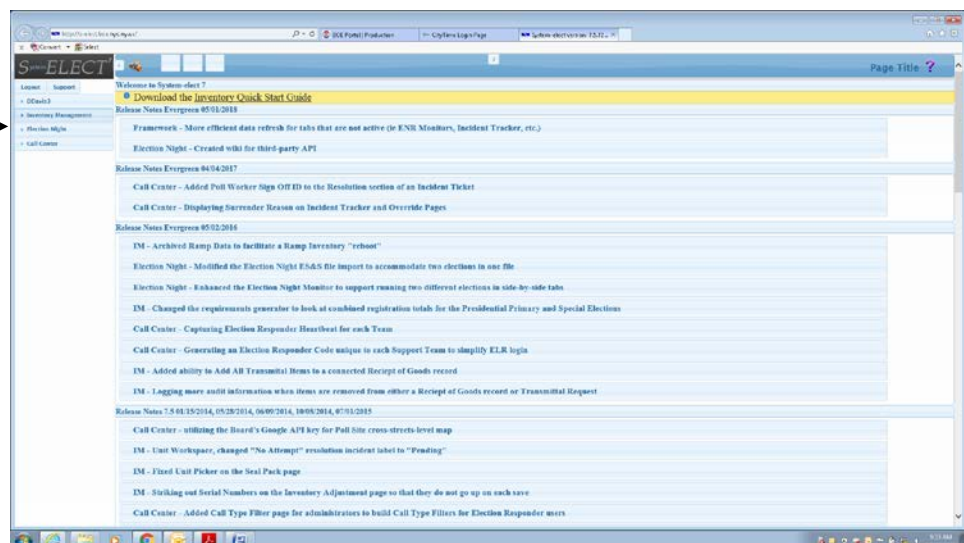 BOE Portal | Production
CityTime Login Page
Convert
Select
S-ELECT
Page Title ?
Logout Support
DDavis3
Inventory Management
Election Night
Call Center
Welcome to System-elect 7
Download the Inventory Quick Start Guide
Release Notes Evergreen 05/01/2018
Framework - More efficient data refresh for tabs that are not active (ie ENR Monitors, Incident Tracker, etc.)
Election Night - Created wiki for third-party API
Release Notes Evergreen 04/04/2017
Call Center - Added Poll Worker Sign Off ID to the Resolution section of an Incident Ticket
Call Center - Displaying Surrender Reason on Incident Tracker and Override Pages
Release Notes Evergreen 05/02/2016
IM - Archived Ramp Data to facilitate a Ramp Inventory "reboot"
Election Night - Modified the Election Night ES&S file import to accommodate two elections in one file
Election Night - Enhanced the Election Night Monitor to support running two different elections in side-by-side tabs
IM - Changed the requirements generator to look at combined registration totals for the Presidential Primary and Special Elections
Call Center - Capturing Election Responder Heartbeat for each Team
Call Center - Generating an Election Responder Code unique to each Support Team to simplify ELR login
IM - Added ability to Add All Transmital Items to a connected Reciept of Goods record
IM - Logging more audit information when items are removed from either a Reciept of Goods record or Transmittal Request
Release Notes 7.5 01/15/2014, 05/28/2014, 06/09/2014, 10/08/2014, 07/01/2015
Call Center - utilizing the Board's Google API key for Poll Site cross-streets-level map
IM - Unit Workspace, changed "No Attempt" resolution incident label to "Pending"
IM - Fixed Unit Picker on the Seal Pack page
IM - Striking out Serial Numbers on the Inventory Adjustment page so that they do not go up on each save
Call Center - Added Call Type Filter page for administrators to build Call Type Filters for Election Responder users
9:23 AM